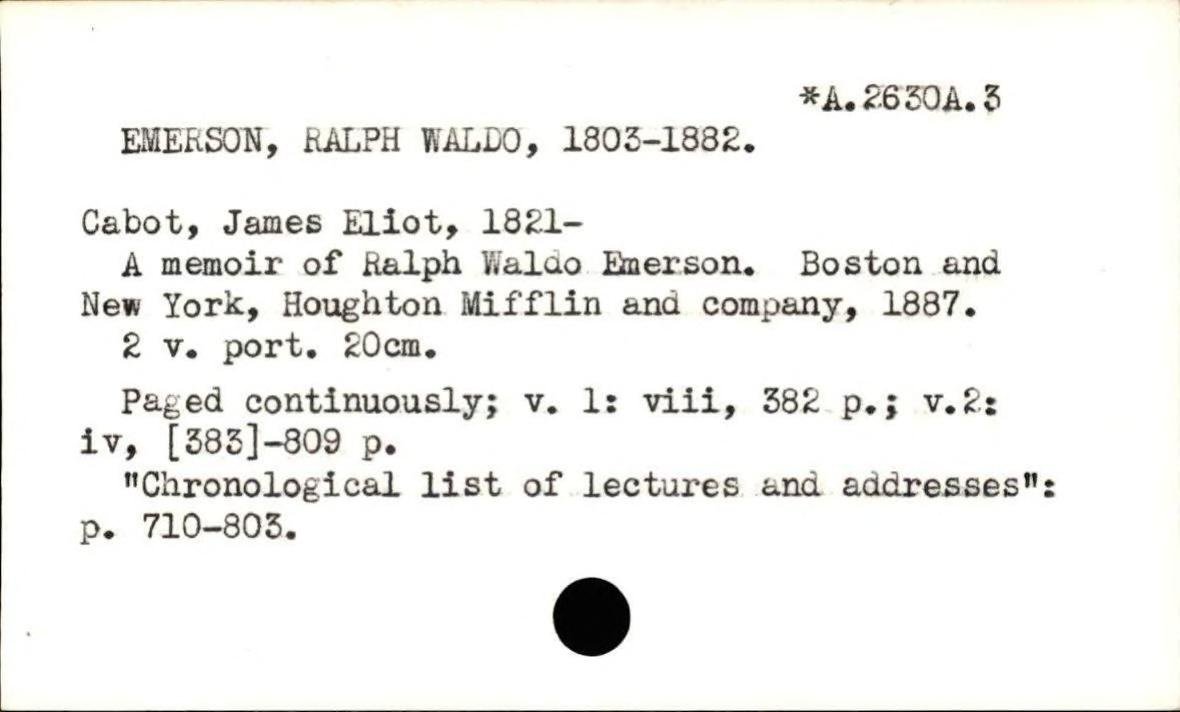 *A.2630A.3
EMERSON, RALPH WALDO, 1803-1882.
Cabot, James Eliot, 1821-
A memoir of Ralph Waldo Emerson. Boston and
New York, Houghton Mifflin and company, 1887.
2 v. port. 20cm.
Paged continuously; v. 1: viii, 382 p.; v.2:
iv, [383]-809 p.
"Chronological list of lectures and addresses":
p. 710-803.